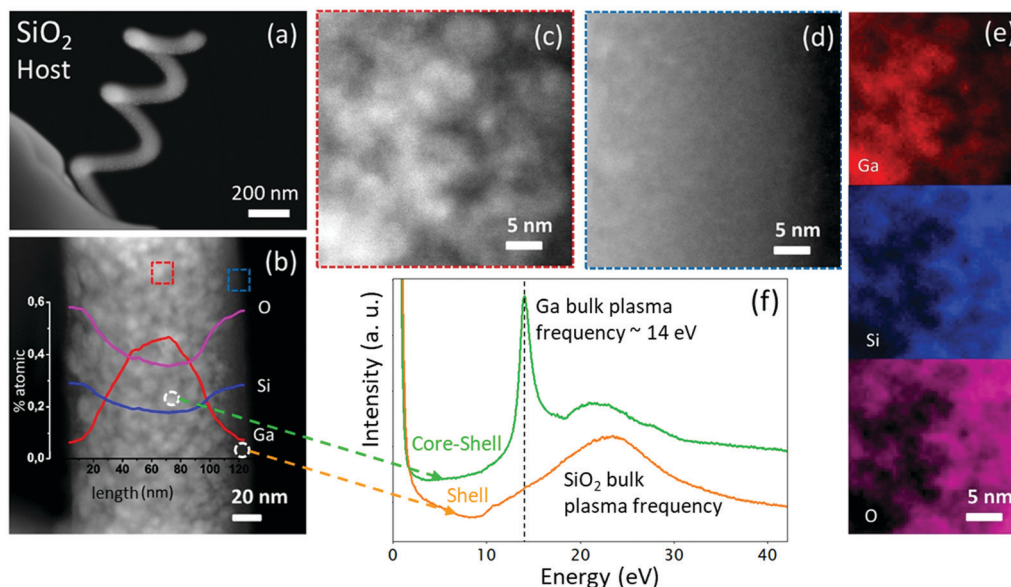 SiO₂
Host
(a)
200 nm
(b)
O
Si
Ga
% atomic
0,6
0,4
0,2
0,0
20 40 60 80 100 120
length (nm)
20 nm
(c)
5 nm
(d)
5 nm
(e)
Ga
Si
O
5 nm
(f)
Ga bulk plasma
frequency ~ 14 eV
Core-Shell
Shell
SiO₂ bulk
plasma frequency
Intensity (a. u.)
0 10 20 30 40
Energy (eV)